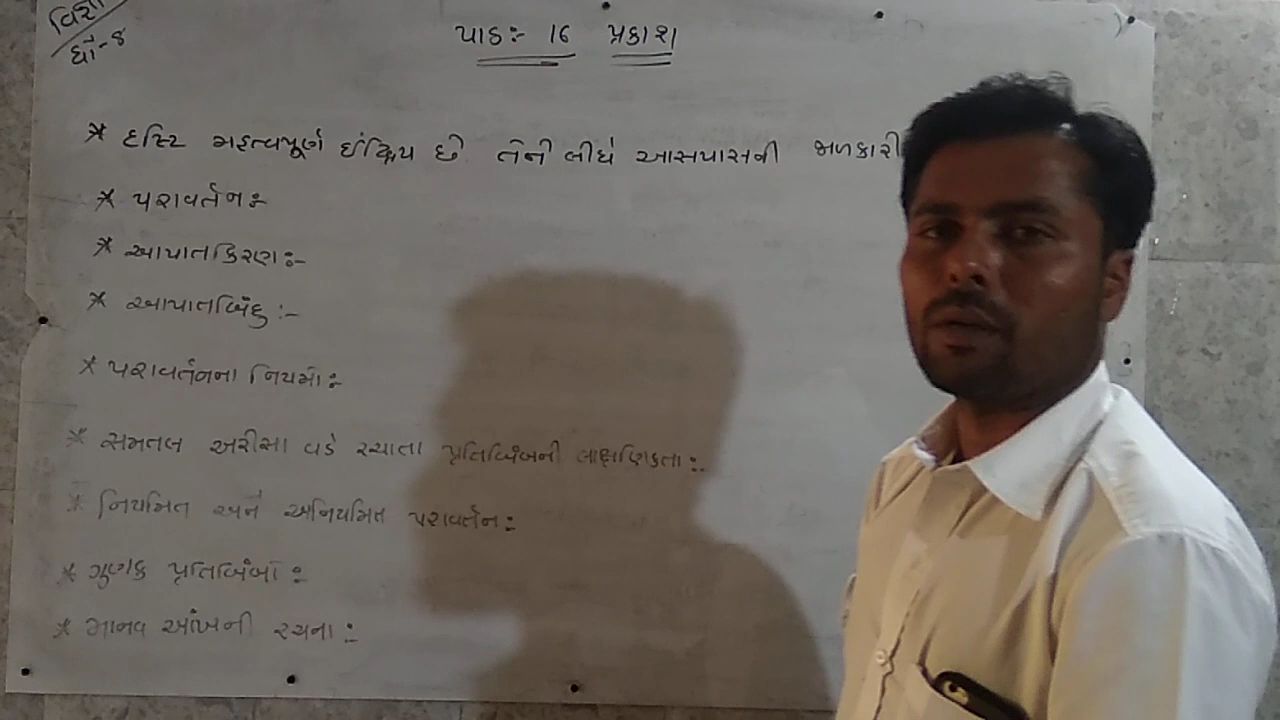 ધો-૪
પાઠ:- 16 પ્રકાશ
* દૃષ્ટિ મહત્વપૂર્ણ ઇંન્દ્રિય છે તેની લીધે આસપાસની જાળકારી
* પરાવર્તન:-
* આપાતકિરણ:-
* આપાતબિંદુ:-
* પરાવર્તનના નિયમો:-
* સમતલ અરીસા વડે રચાતા પ્રતિબિંબની લાક્ષણિકતા:-
* નિયમિત અને અનિયમિત પરાવર્તન:-
* ગુણક પ્રતિબિંબો:-
* માનવ આંખની રચના:-